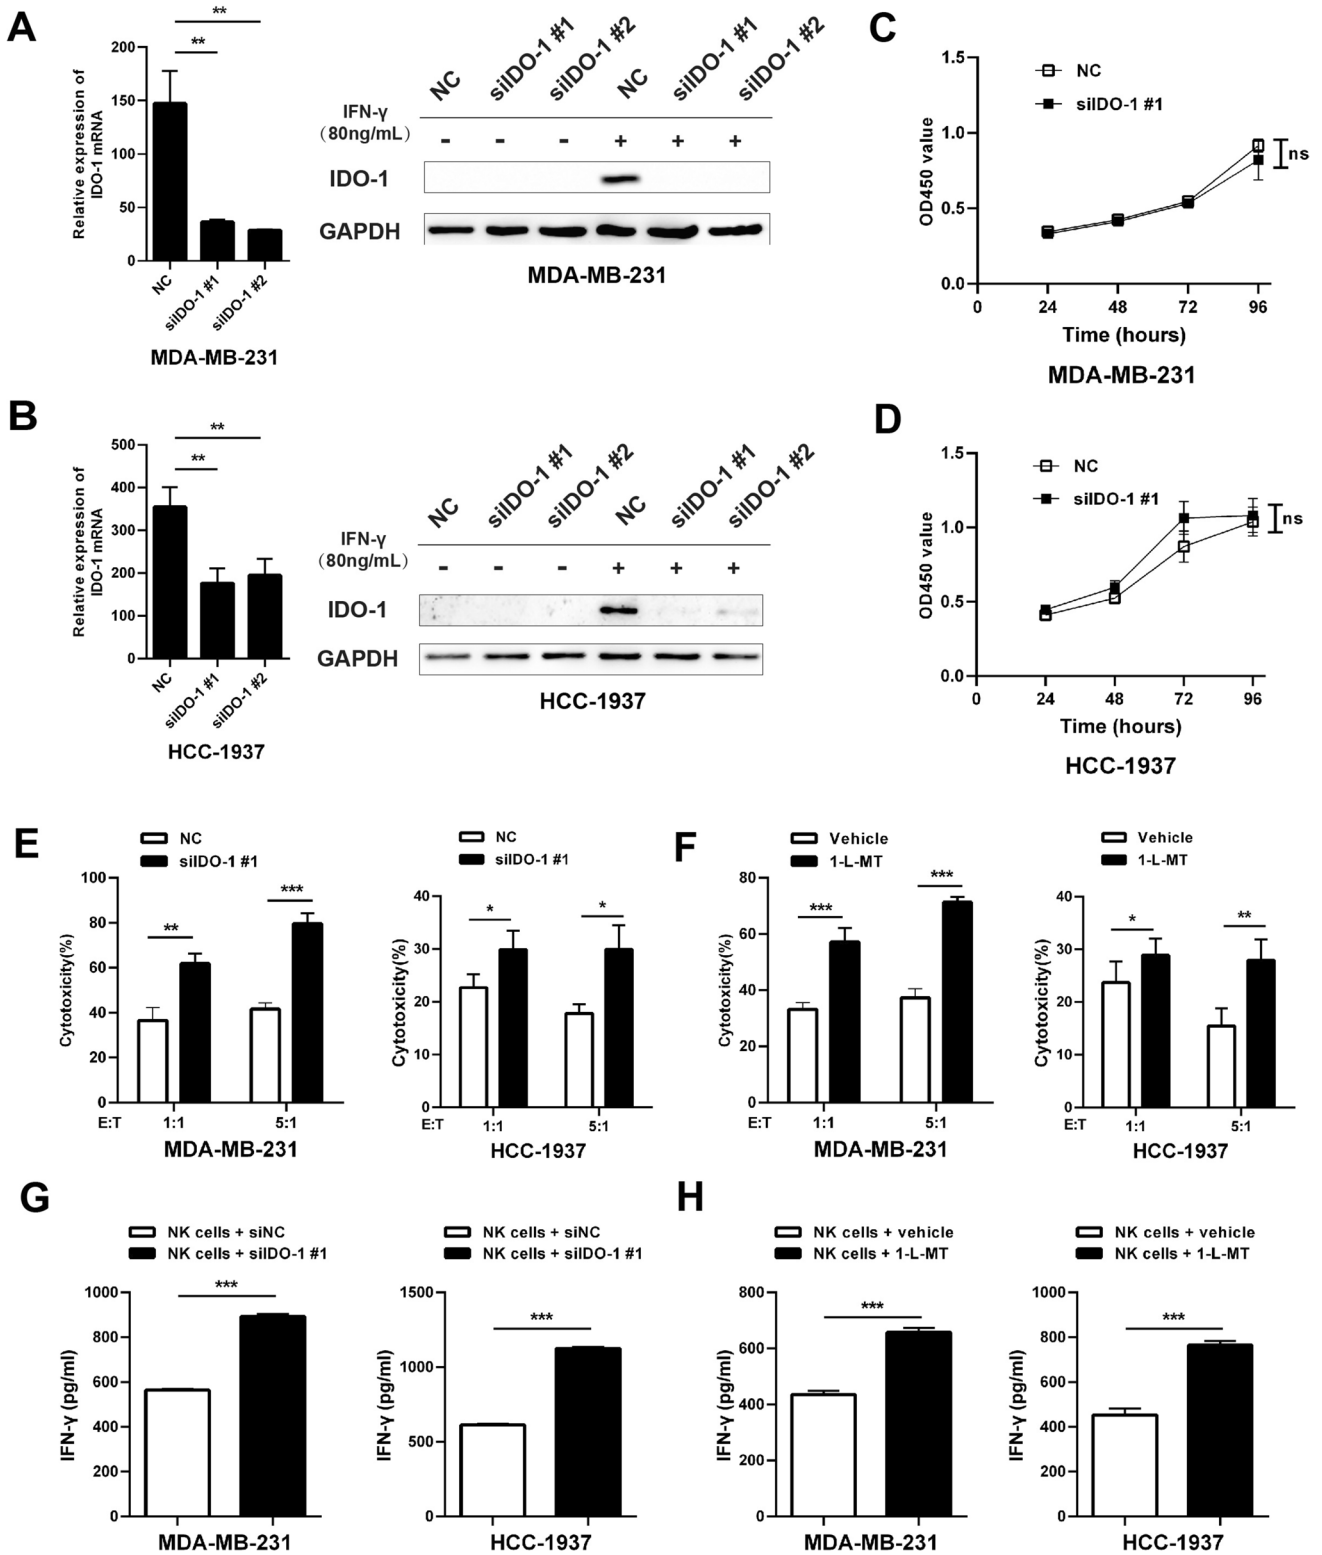 A
Relative expression of
IDO-1 mRNA
200
150
100
50
0
**
**
NC
siIDO-1 #1
siIDO-1 #2
MDA-MB-231
NC
siIDO-1 #1
siIDO-1 #2
NC
siIDO-1 #1
siIDO-1 #2
IFN-γ
(80ng/mL)
- - - + + +
IDO-1
GAPDH
MDA-MB-231
C
OD450 value
1.5
1.0
0.5
0.0
NC
siIDO-1 #1
ns
0 24 48 72 96
Time (hours)
MDA-MB-231
B
Relative expression of
IDO-1 mRNA
500
400
300
200
100
0
**
**
NC
siIDO-1 #1
siIDO-1 #2
HCC-1937
NC
siIDO-1 #1
siIDO-1 #2
NC
siIDO-1 #1
siIDO-1 #2
IFN-γ
(80ng/mL)
- - - + + +
IDO-1
GAPDH
HCC-1937
D
OD450 value
1.5
1.0
0.5
0.0
NC
siIDO-1 #1
ns
0 24 48 72 96
Time (hours)
HCC-1937
E
NC
siIDO-1 #1
Cytotoxicity(%)
100
80
60
40
20
0
**
***
E:T 1:1 5:1
MDA-MB-231
NC
siIDO-1 #1
Cytotoxicity(%)
40
30
20
10
0
*
*
E:T 1:1 5:1
HCC-1937
F
Vehicle
1-L-MT
Cytotoxicity(%)
80
60
40
20
0
***
***
E:T 1:1 5:1
MDA-MB-231
Vehicle
1-L-MT
Cytotoxicity(%)
40
30
20
10
0
*
**
E:T 1:1 5:1
HCC-1937
G
NK cells + siNC
NK cells + siIDO-1 #1
IFN-γ (pg/ml)
1000
800
600
400
200
0
***
MDA-MB-231
NK cells + siNC
NK cells + siIDO-1 #1
IFN-γ (pg/ml)
1500
1000
500
0
***
HCC-1937
H
NK cells + vehicle
NK cells + 1-L-MT
IFN-γ (pg/ml)
800
600
400
200
0
***
MDA-MB-231
NK cells + vehicle
NK cells + 1-L-MT
IFN-γ (pg/ml)
1000
800
600
400
200
0
***
HCC-1937